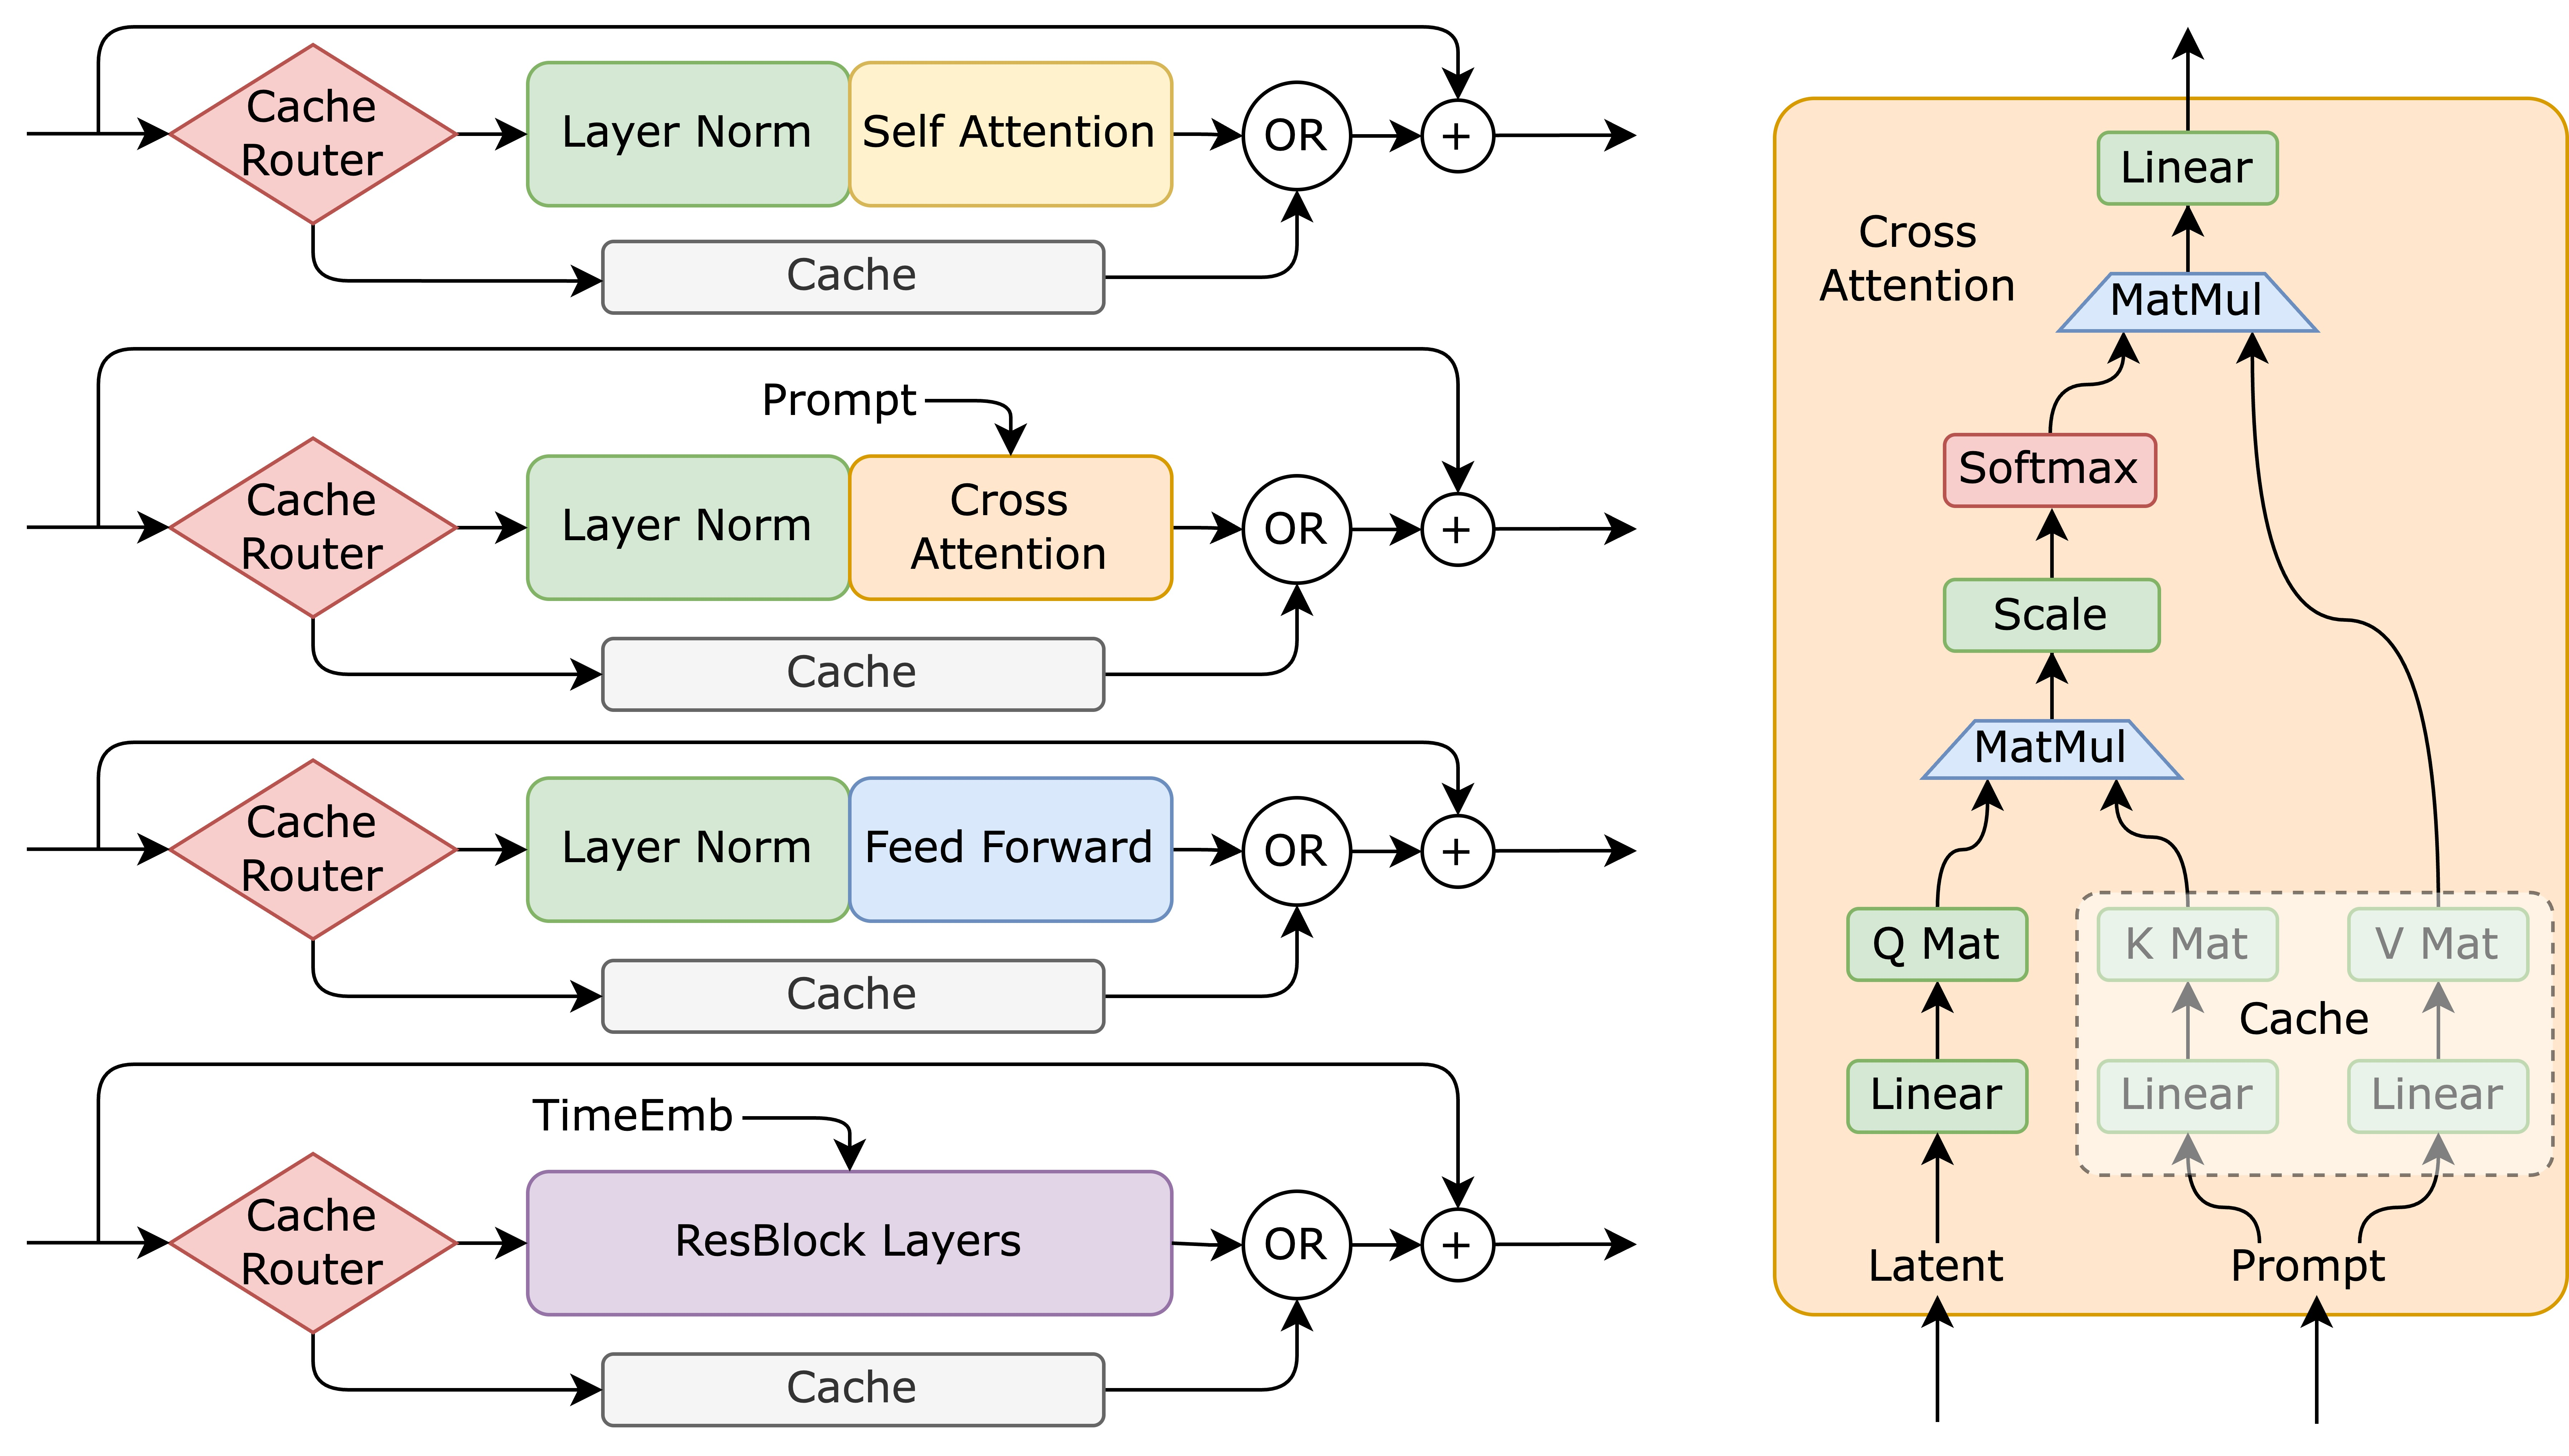 Cache
Router
Layer Norm
Self Attention
OR
+
Cache
Prompt
Cache
Router
Layer Norm
Cross
Attention
OR
+
Cache
Cache
Router
Layer Norm
Feed Forward
OR
+
Cache
TimeEmb
Cache
Router
ResBlock Layers
OR
+
Cache
Linear
Cross
Attention
MatMul
Softmax
Scale
MatMul
Q Mat
K Mat
V Mat
Cache
Linear
Linear
Linear
Latent
Prompt